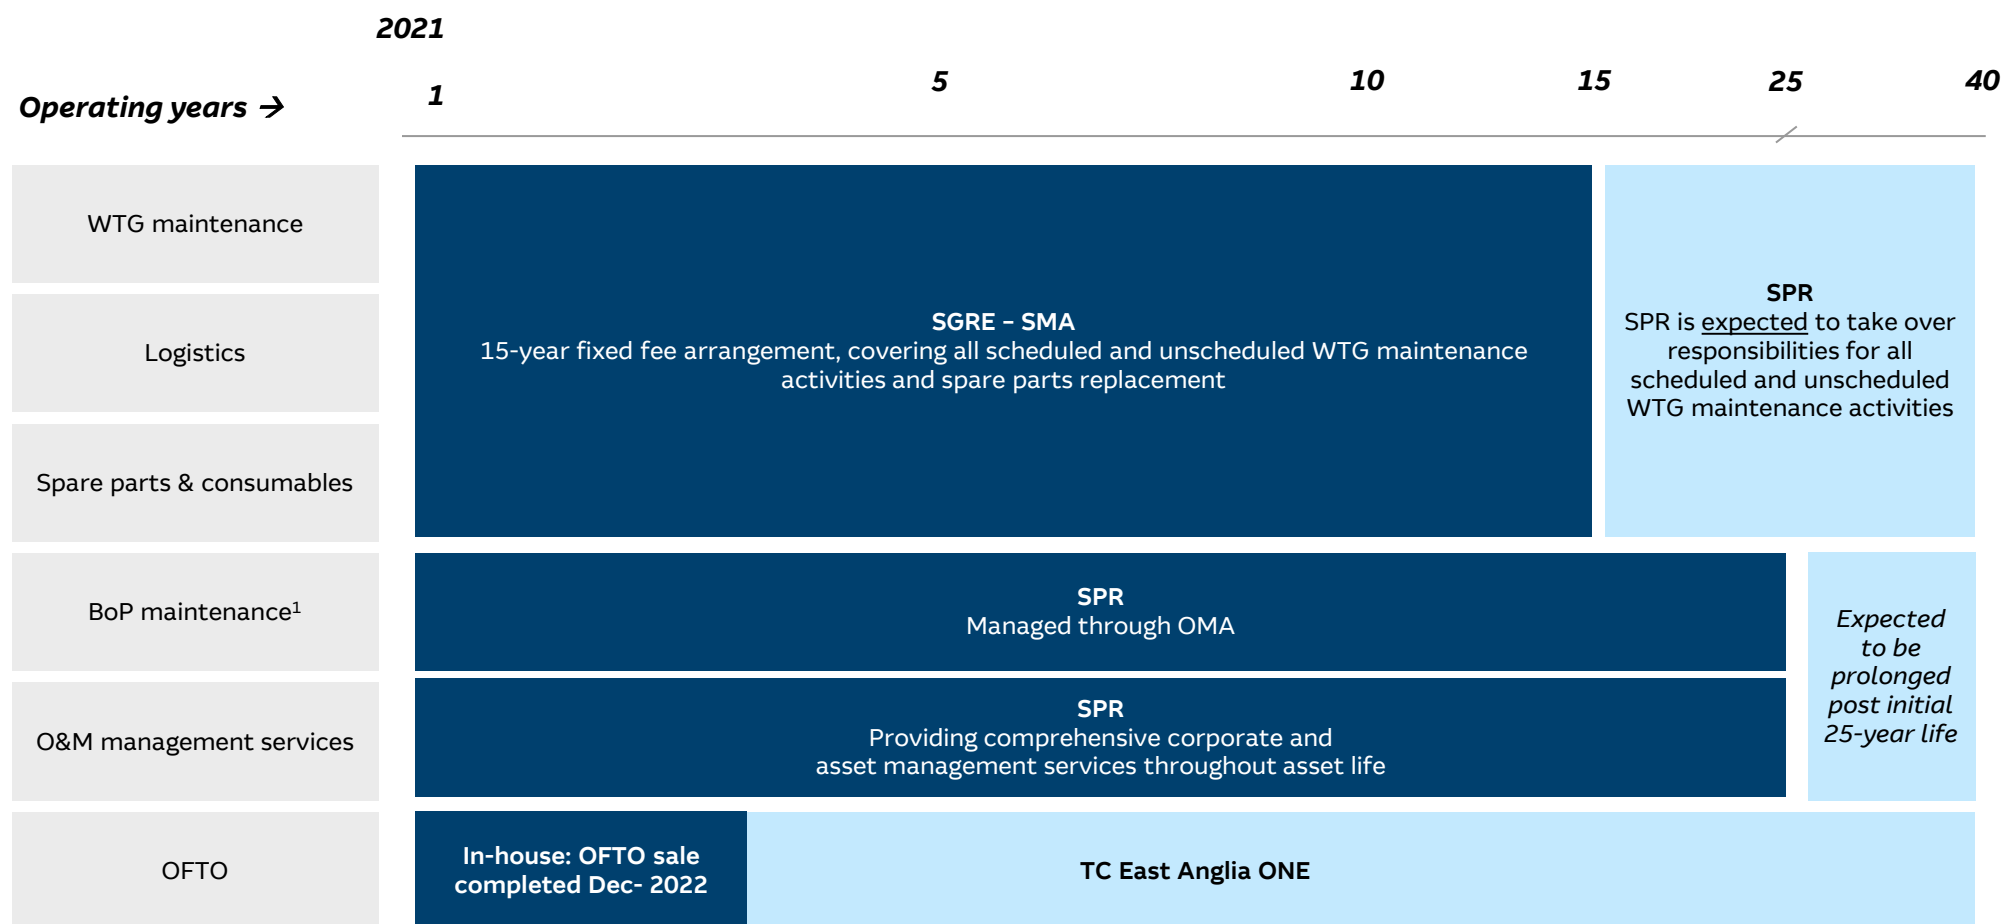 2021
Operating years →
1
5
10
15
25
40
WTG maintenance
Logistics
Spare parts & consumables
SGRE – SMA
15-year fixed fee arrangement, covering all scheduled and unscheduled WTG maintenance
activities and spare parts replacement
SPR
SPR is expected to take over
responsibilities for all
scheduled and unscheduled
WTG maintenance activities
BoP maintenance¹
SPR
Managed through OMA
O&M management services
SPR
Providing comprehensive corporate and
asset management services throughout asset life
Expected
to be
prolonged
post initial
25-year life
OFTO
In-house: OFTO sale
completed Dec- 2022
TC East Anglia ONE